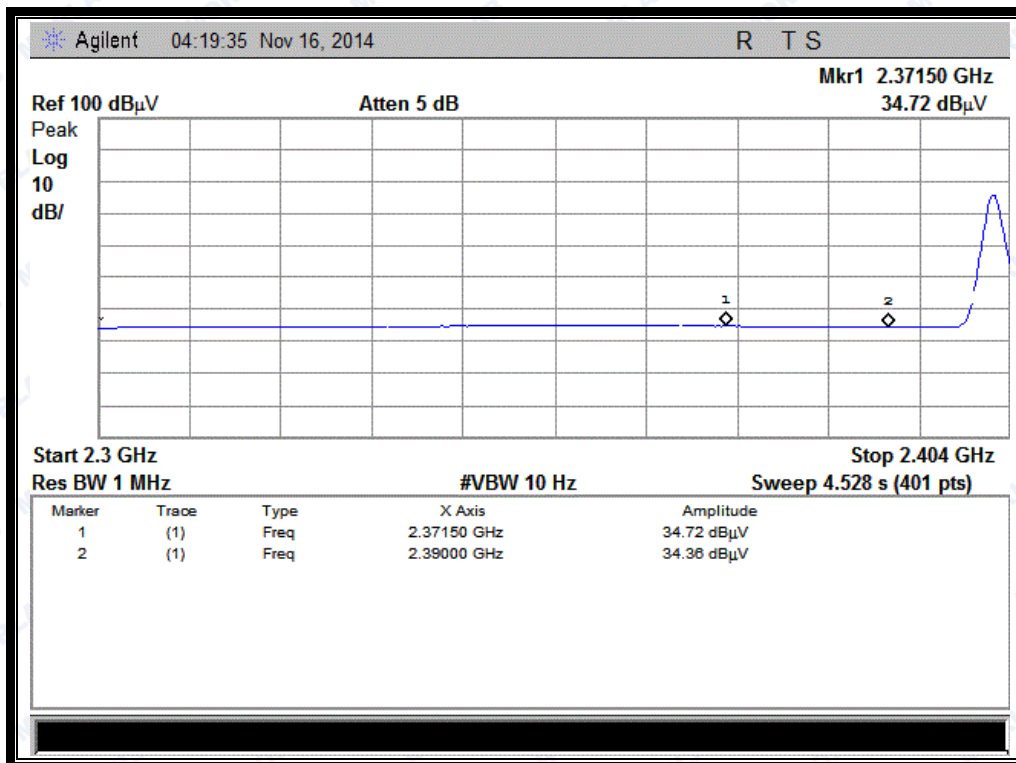 Agilent 04:19:35 Nov 16, 2014 R T S
Mkr1 2.37150 GHz
Ref 100 dBμV Atten 5 dB 34.72 dBμV
Peak
Log
10
dB/
1
2
Start 2.3 GHz Stop 2.404 GHz
Res BW 1 MHz #VBW 10 Hz Sweep 4.528 s (401 pts)
Marker Trace Type X Axis Amplitude
1 (1) Freq 2.37150 GHz 34.72 dBμV
2 (1) Freq 2.39000 GHz 34.36 dBμV